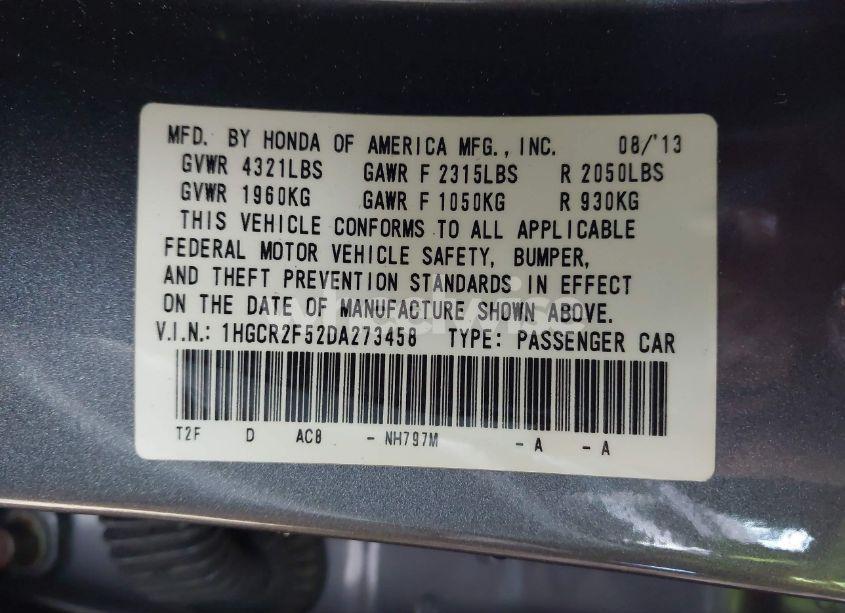 MFD. BY HONDA OF AMERICA MFG., INC. 08/'13
GVWR 4321LBS GAWR F 2315LBS R 2050LBS
GVWR 1960KG GAWR F 1050KG R 930KG
THIS VEHICLE CONFORMS TO ALL APPLICABLE
FEDERAL MOTOR VEHICLE SAFETY, BUMPER,
AND THEFT PREVENTION STANDARDS IN EFFECT
ON THE DATE OF MANUFACTURE SHOWN ABOVE.
V.I.N.: 1HGCR2F52DA273458 TYPE: PASSENGER CAR
T2F D AC8 - NH797M - A - A